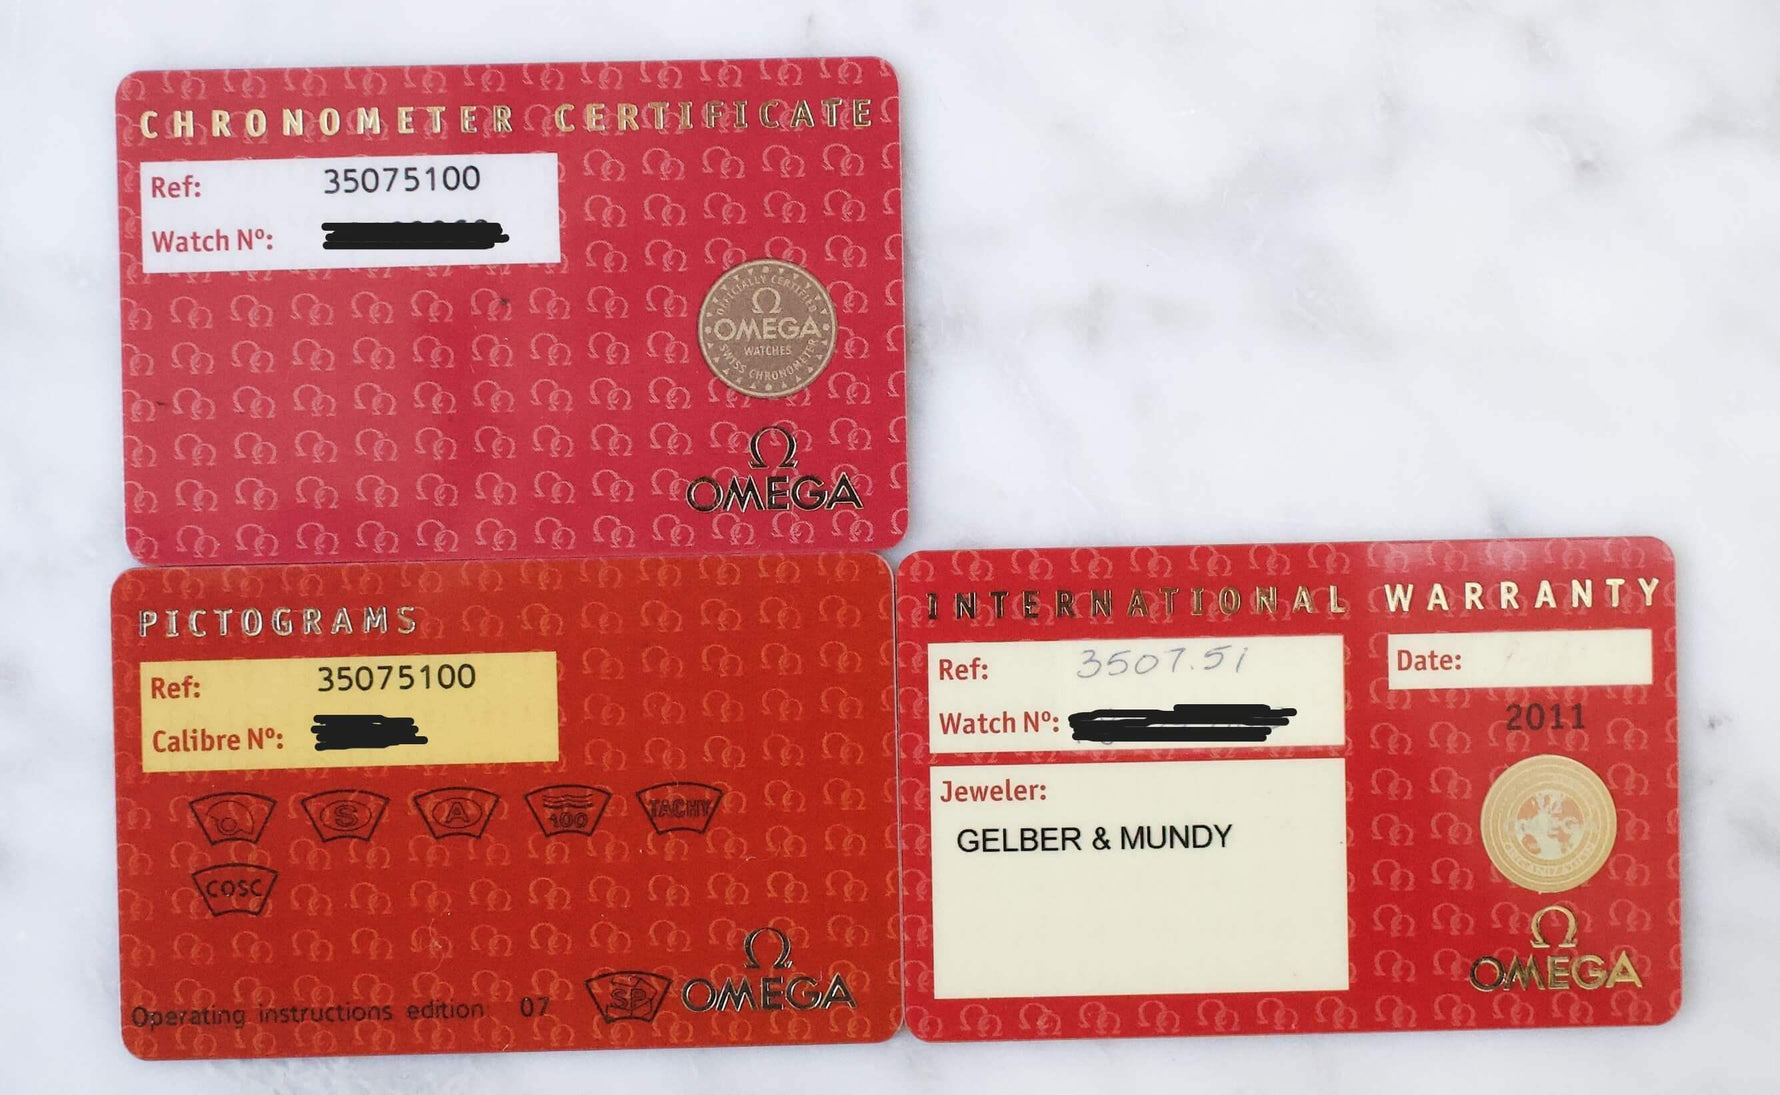 CHRONOMETER CERTIFICATE
Ref: 35075100
Watch Nº:
OFFICIALLY CERTIFIED
Ω
OMEGA
WATCHES
SWISS CHRONOMETER
Ω
OMEGA
PICTOGRAMS
Ref: 35075100
Calibre Nº:
S A 100 TACHY
COSC
Operating instructions edition 07
SP
Ω
OMEGA
INTERNATIONAL WARRANTY
Ref: 3507.51
Date:
Watch Nº:
2011
Jeweler:
GELBER & MUNDY
Ω
OMEGA